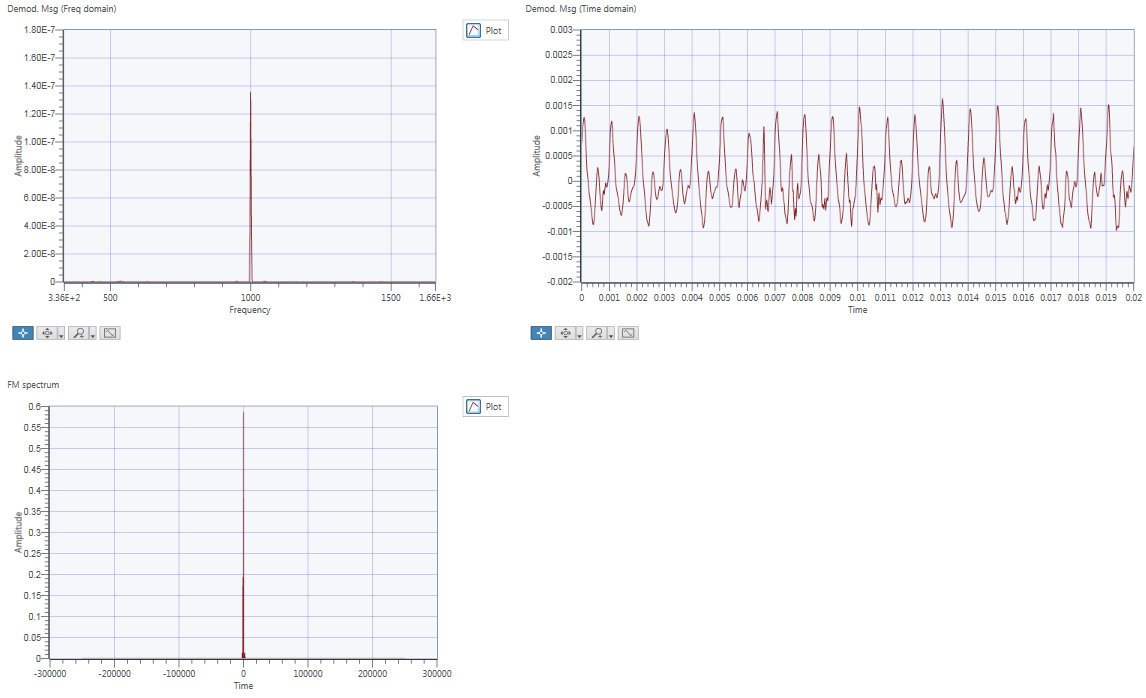 Demod. Msg (Freq domain)
Plot
1.80E-7
1.60E-7
1.40E-7
1.20E-7
1.00E-7
8.00E-8
6.00E-8
4.00E-8
2.00E-8
0
Amplitude
3.36E+2 500 1000 1500 1.66E+3
Frequency
Demod. Msg (Time domain)
0.003
0.0025
0.002
0.0015
0.001
0.0005
0
-0.0005
-0.001
-0.0015
-0.002
Amplitude
0 0.001 0.002 0.003 0.004 0.005 0.006 0.007 0.008 0.009 0.01 0.011 0.012 0.013 0.014 0.015 0.016 0.017 0.018 0.019 0.02
Time
FM spectrum
Plot
0.6
0.55
0.5
0.45
0.4
0.35
0.3
0.25
0.2
0.15
0.1
0.05
0
Amplitude
-300000 -200000 -100000 0 100000 200000 300000
Time